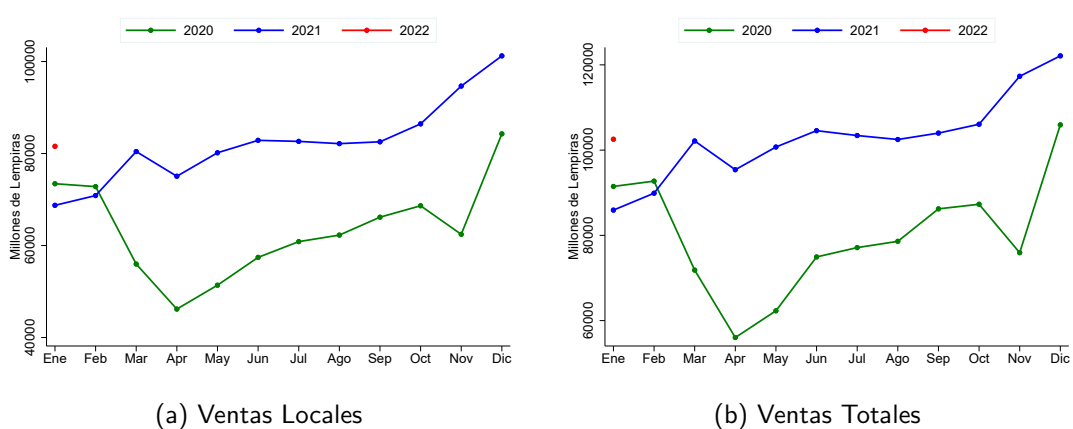 2020 2021 2022
Millones de Lempiras
100000
80000
60000
40000
Ene Feb Mar Apr May Jun Jul Ago Sep Oct Nov Dic
(a) Ventas Locales
2020 2021 2022
Millones de Lempiras
120000
100000
80000
60000
Ene Feb Mar Apr May Jun Jul Ago Sep Oct Nov Dic
(b) Ventas Totales